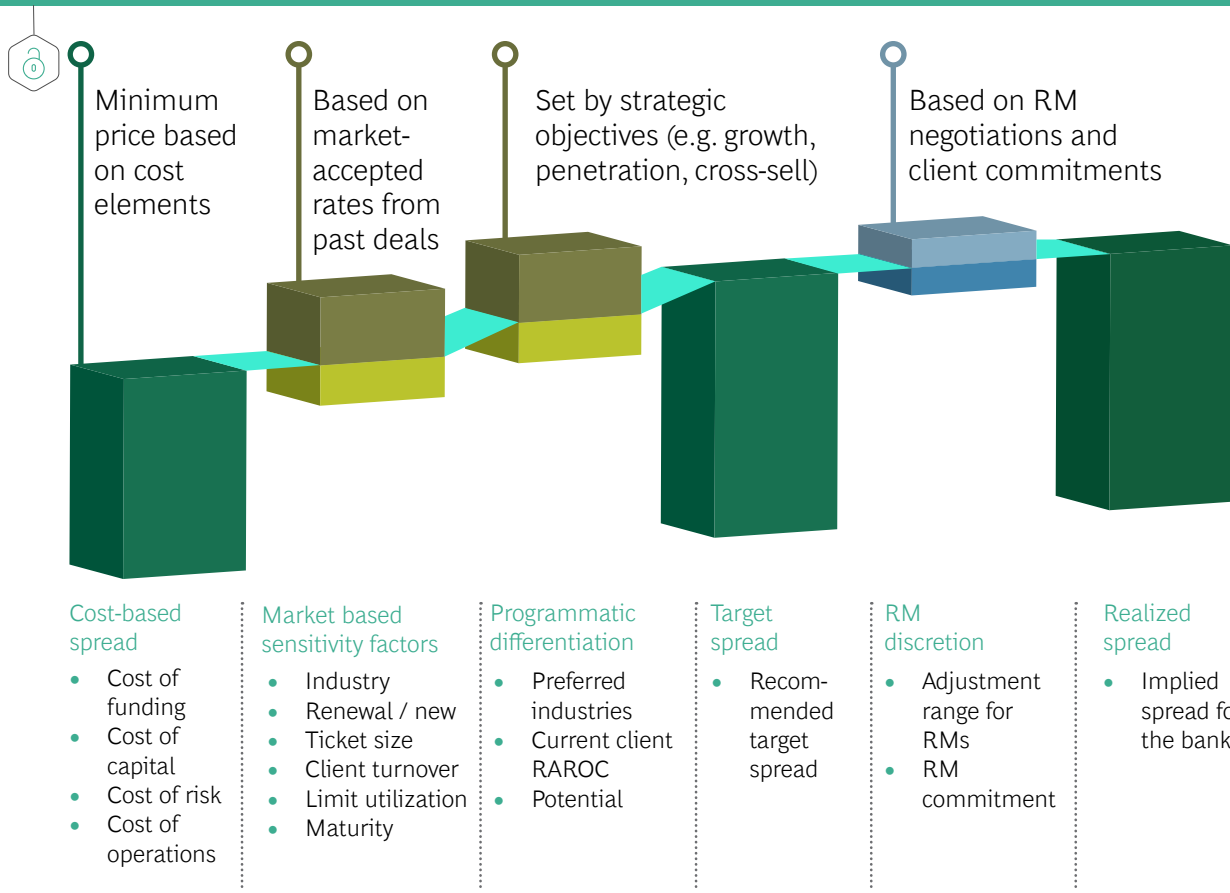 Minimum
price based
on cost
elements
Based on
market-
accepted
rates from
past deals
Set by strategic
objectives (e.g. growth,
penetration, cross-sell)
Based on RM
negotiations and
client commitments
Cost-based
spread
• Cost of
funding
• Cost of
capital
• Cost of risk
• Cost of
operations
Market based
sensitivity factors
• Industry
• Renewal / new
• Ticket size
• Client turnover
• Limit utilization
• Maturity
Programmatic
differentiation
• Preferred
industries
• Current client
RAROC
• Potential
Target
spread
• Recom-
mended
target
spread
RM
discretion
• Adjustment
range for
RMs
• RM
commitment
Realized
spread
• Implied
spread fo
the bank